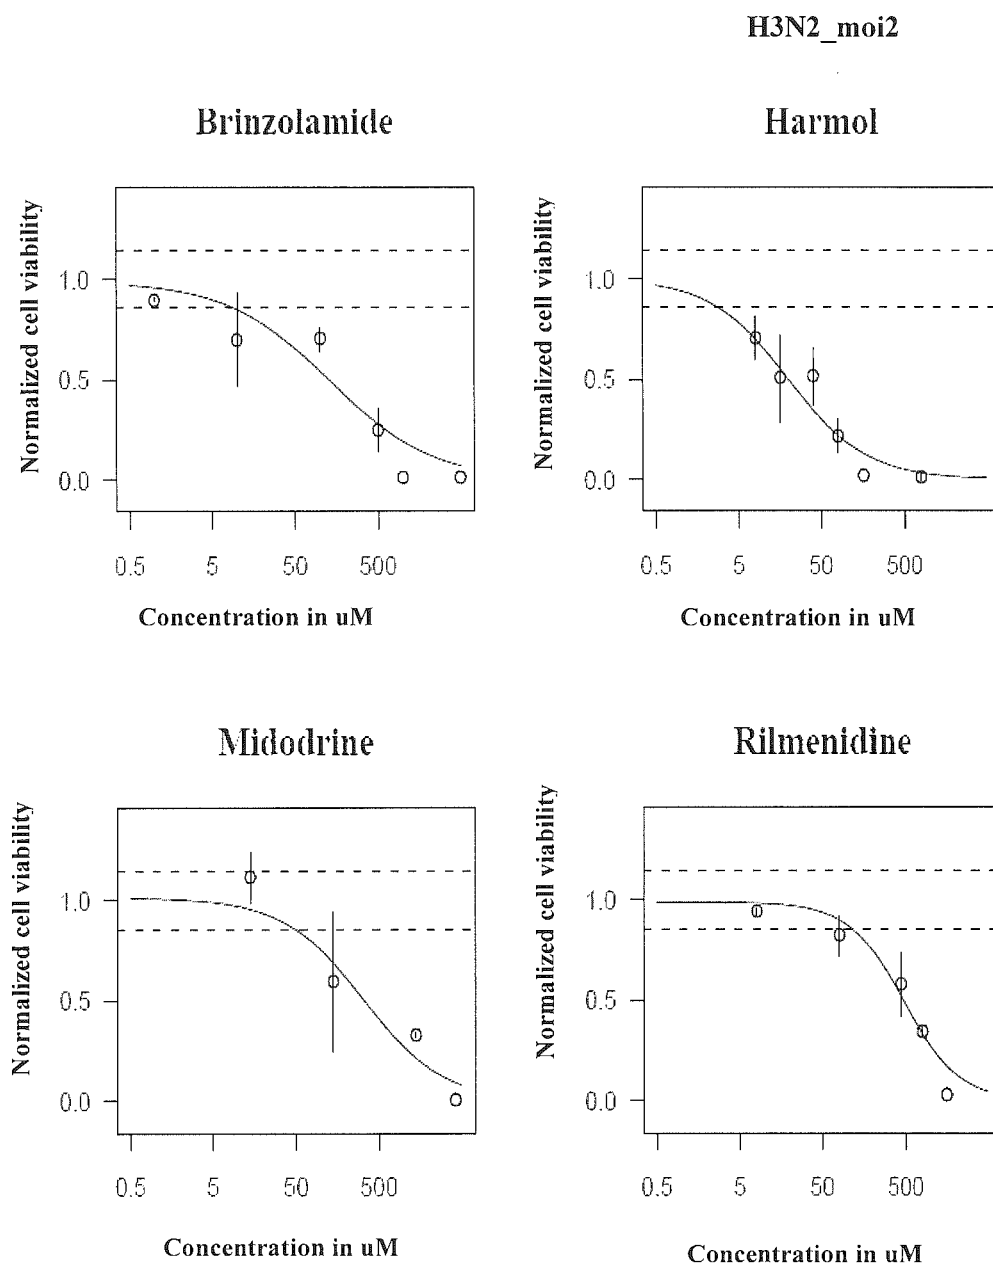 H3N2_moi2
Brinzolamide
Normalized cell viability
1.0
0.5
0.0
0.5 5 50 500
Concentration in uM
Harmol
Normalized cell viability
1.0
0.5
0.0
0.5 5 50 500
Concentration in uM
Midodrine
Normalized cell viability
1.0
0.5
0.0
0.5 5 50 500
Concentration in uM
Rilmenidine
Normalized cell viability
1.0
0.5
0.0
0.5 5 50 500
Concentration in uM